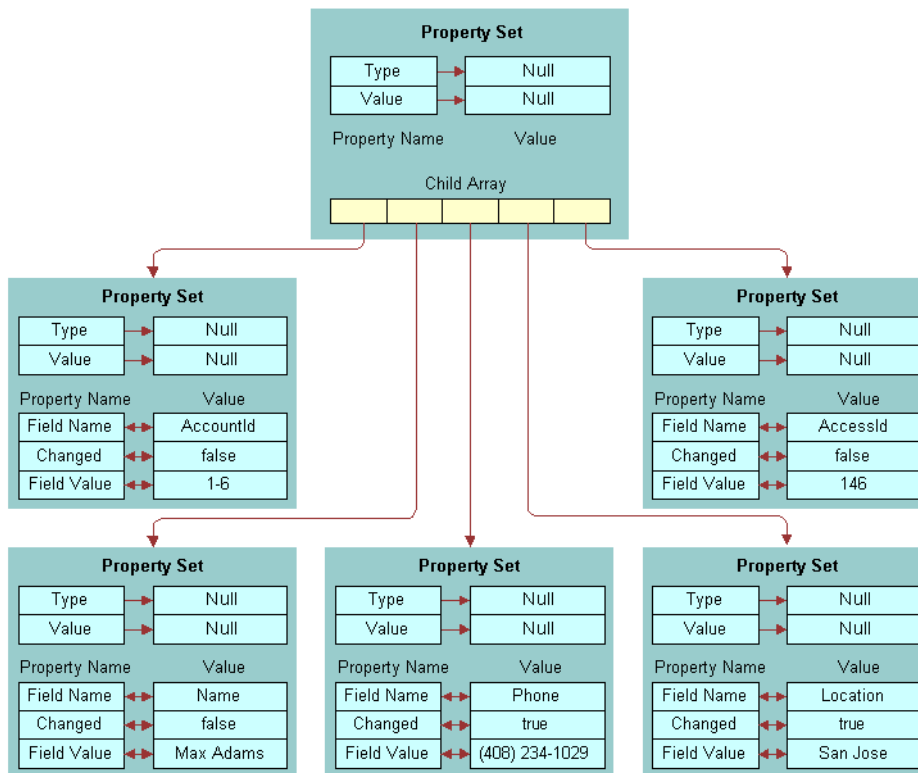 Property Set
Type Null
Value Null
Property Name Value
Child Array
Property Set
Type Null
Value Null
Property Name Value
Field Name AccountId
Changed false
Field Value 1-6
Property Set
Type Null
Value Null
Property Name Value
Field Name AccessId
Changed false
Field Value 146
Property Set
Type Null
Value Null
Property Name Value
Field Name Name
Changed false
Field Value Max Adams
Property Set
Type Null
Value Null
Property Name Value
Field Name Phone
Changed true
Field Value (408) 234-1029
Property Set
Type Null
Value Null
Property Name Value
Field Name Location
Changed true
Field Value San Jose